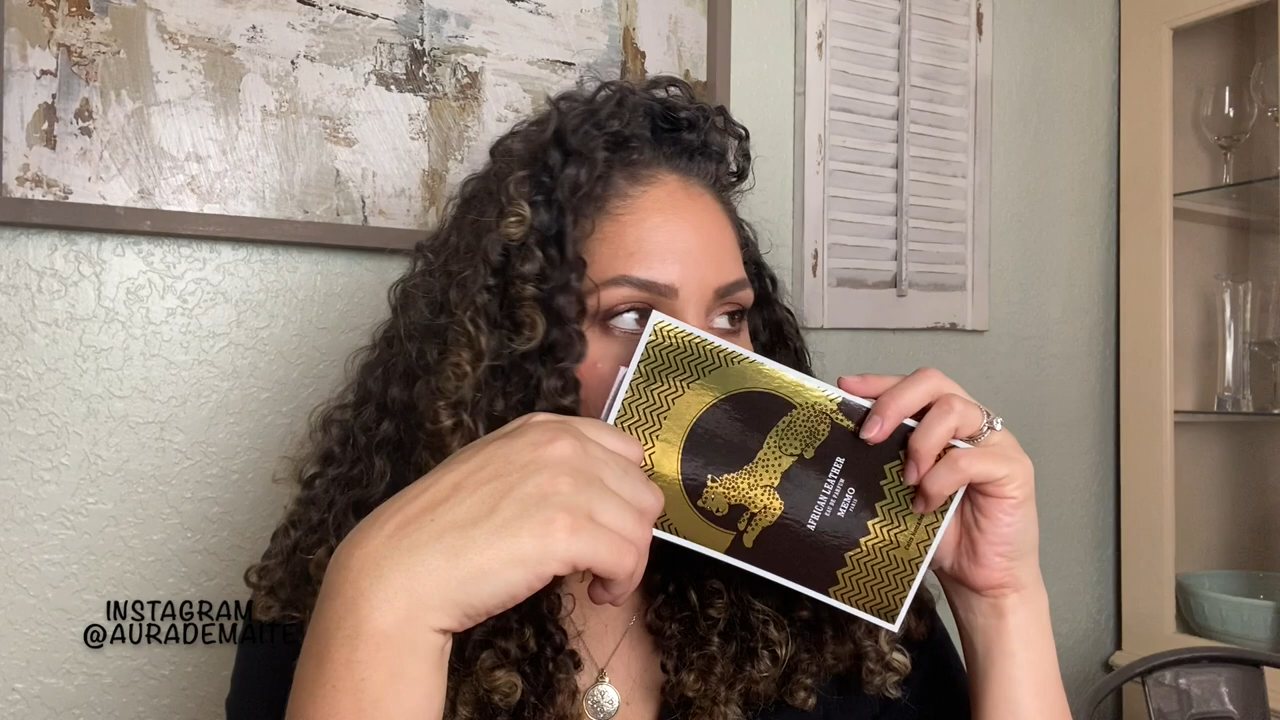 AFRICAN LEATHER
EAU DE PARFUM
MEMO
PARIS
INSTAGRAM
@AURADEMAITE